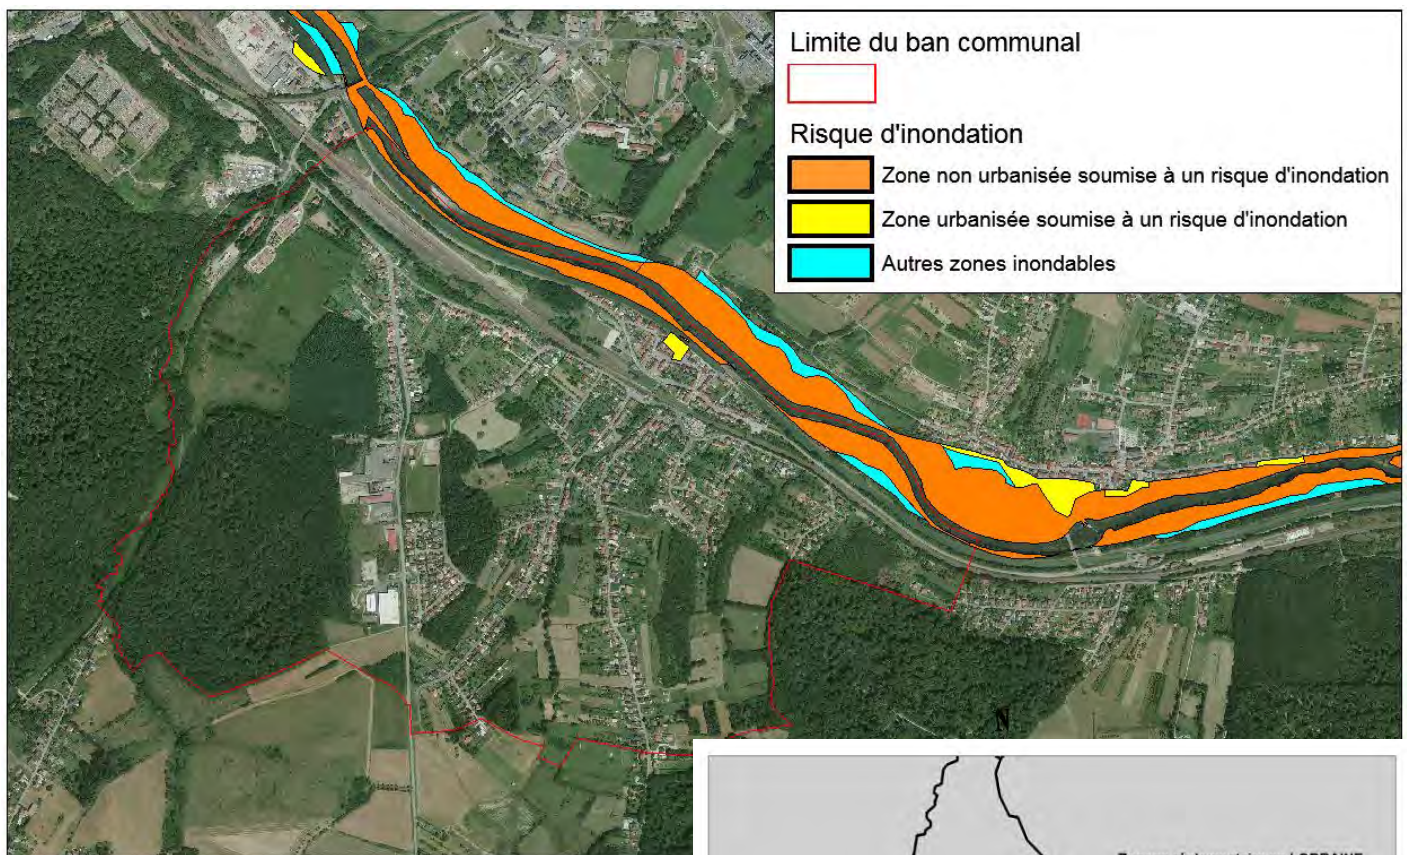 Limite du ban communal
Risque d'inondation
Zone non urbanisée soumise à un risque d'inondation
Zone urbanisée soumise à un risque d'inondation
Autres zones inondables
N